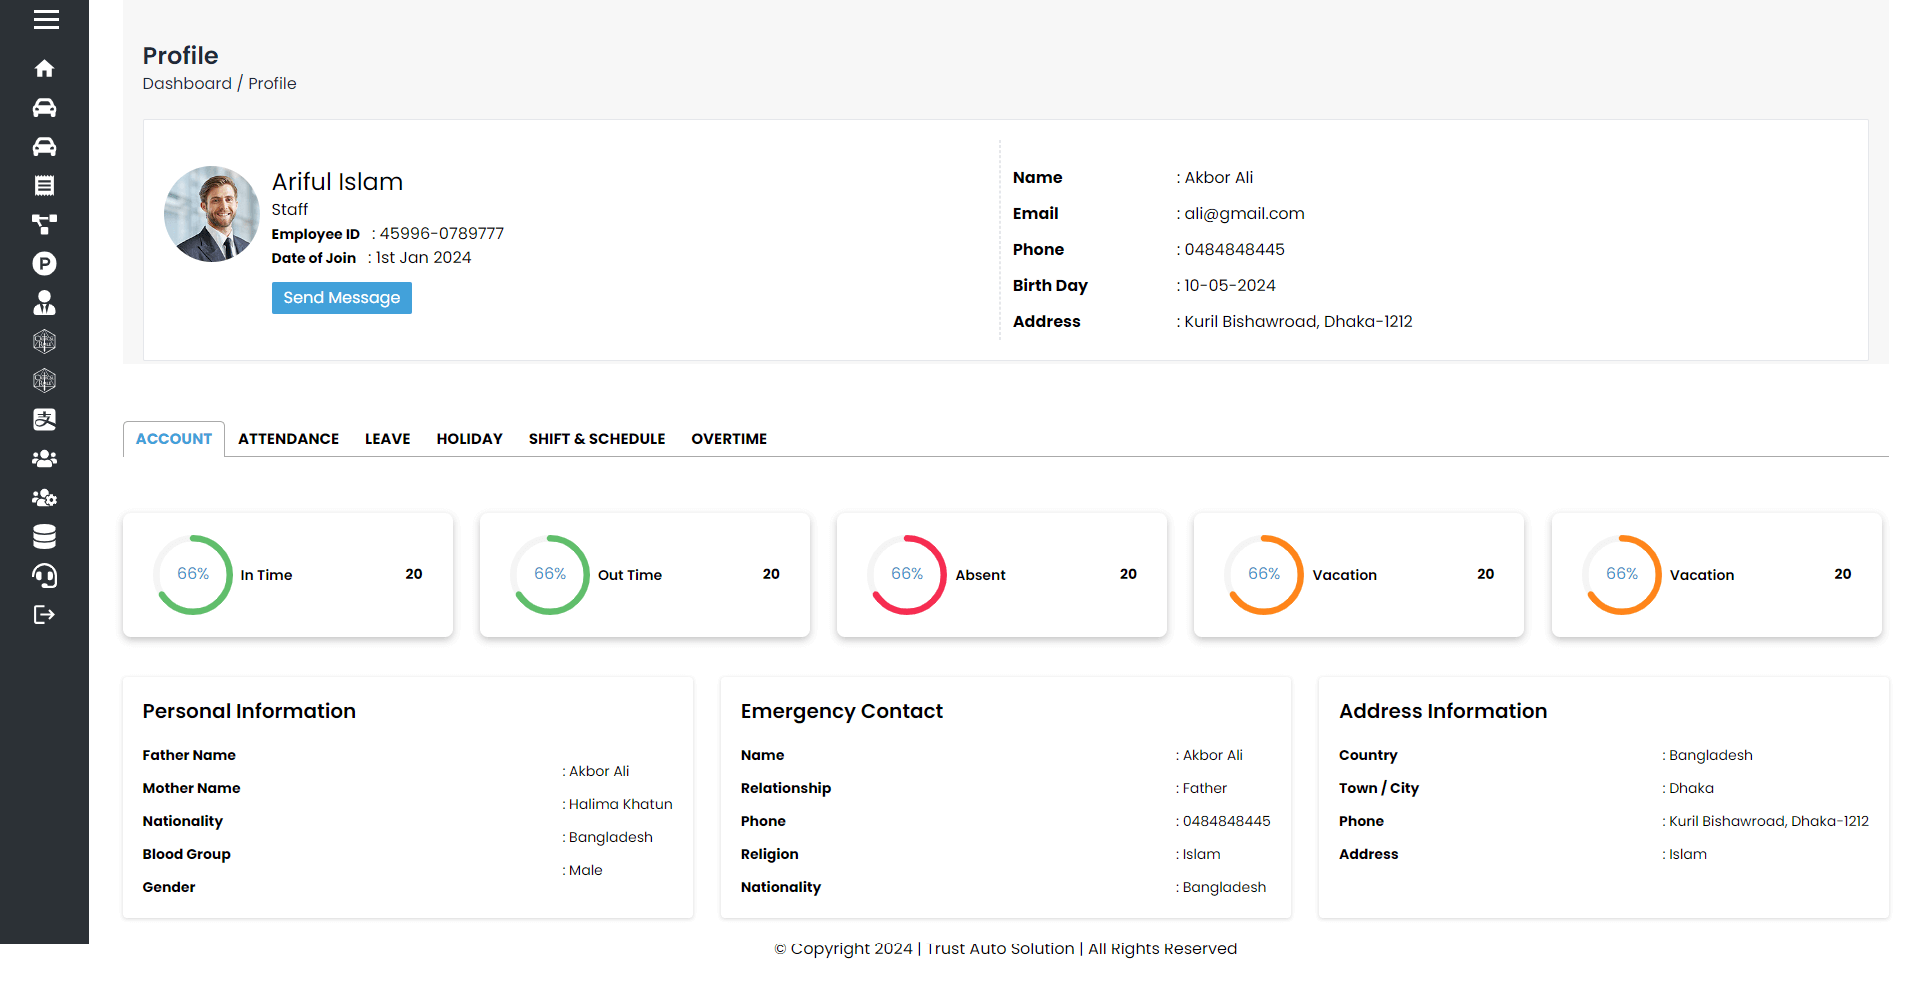 Profile
Dashboard / Profile
Ariful Islam
Staff
Employee ID : 45996-0789777
Date of Join : 1st Jan 2024
Send Message
Name : Akbor Ali
Email : ali@gmail.com
Phone : 0484848445
Birth Day : 10-05-2024
Address : Kuril Bishawroad, Dhaka-1212
ACCOUNT ATTENDANCE LEAVE HOLIDAY SHIFT & SCHEDULE OVERTIME
66% In Time 20
66% Out Time 20
66% Absent 20
66% Vacation 20
66% Vacation 20
Personal Information
Father Name
: Akbor Ali
Mother Name
: Halima Khatun
Nationality
: Bangladesh
Blood Group
: Male
Gender
Emergency Contact
Name : Akbor Ali
Relationship : Father
Phone : 0484848445
Religion : Islam
Nationality : Bangladesh
Address Information
Country : Bangladesh
Town / City : Dhaka
Phone : Kuril Bishawroad, Dhaka-1212
Address : Islam
© Copyright 2024 | Trust Auto Solution | All Rights Reserved